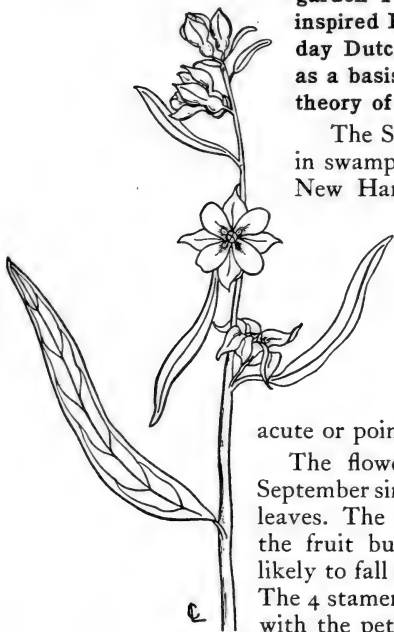 garden
inspired
day Dutc
as a basis
theory of
The S
in swamp
New Har
acute or poin
The flowe
September sin
leaves. The
the fruit bu
likely to fall
The 4 stamen
with the pet